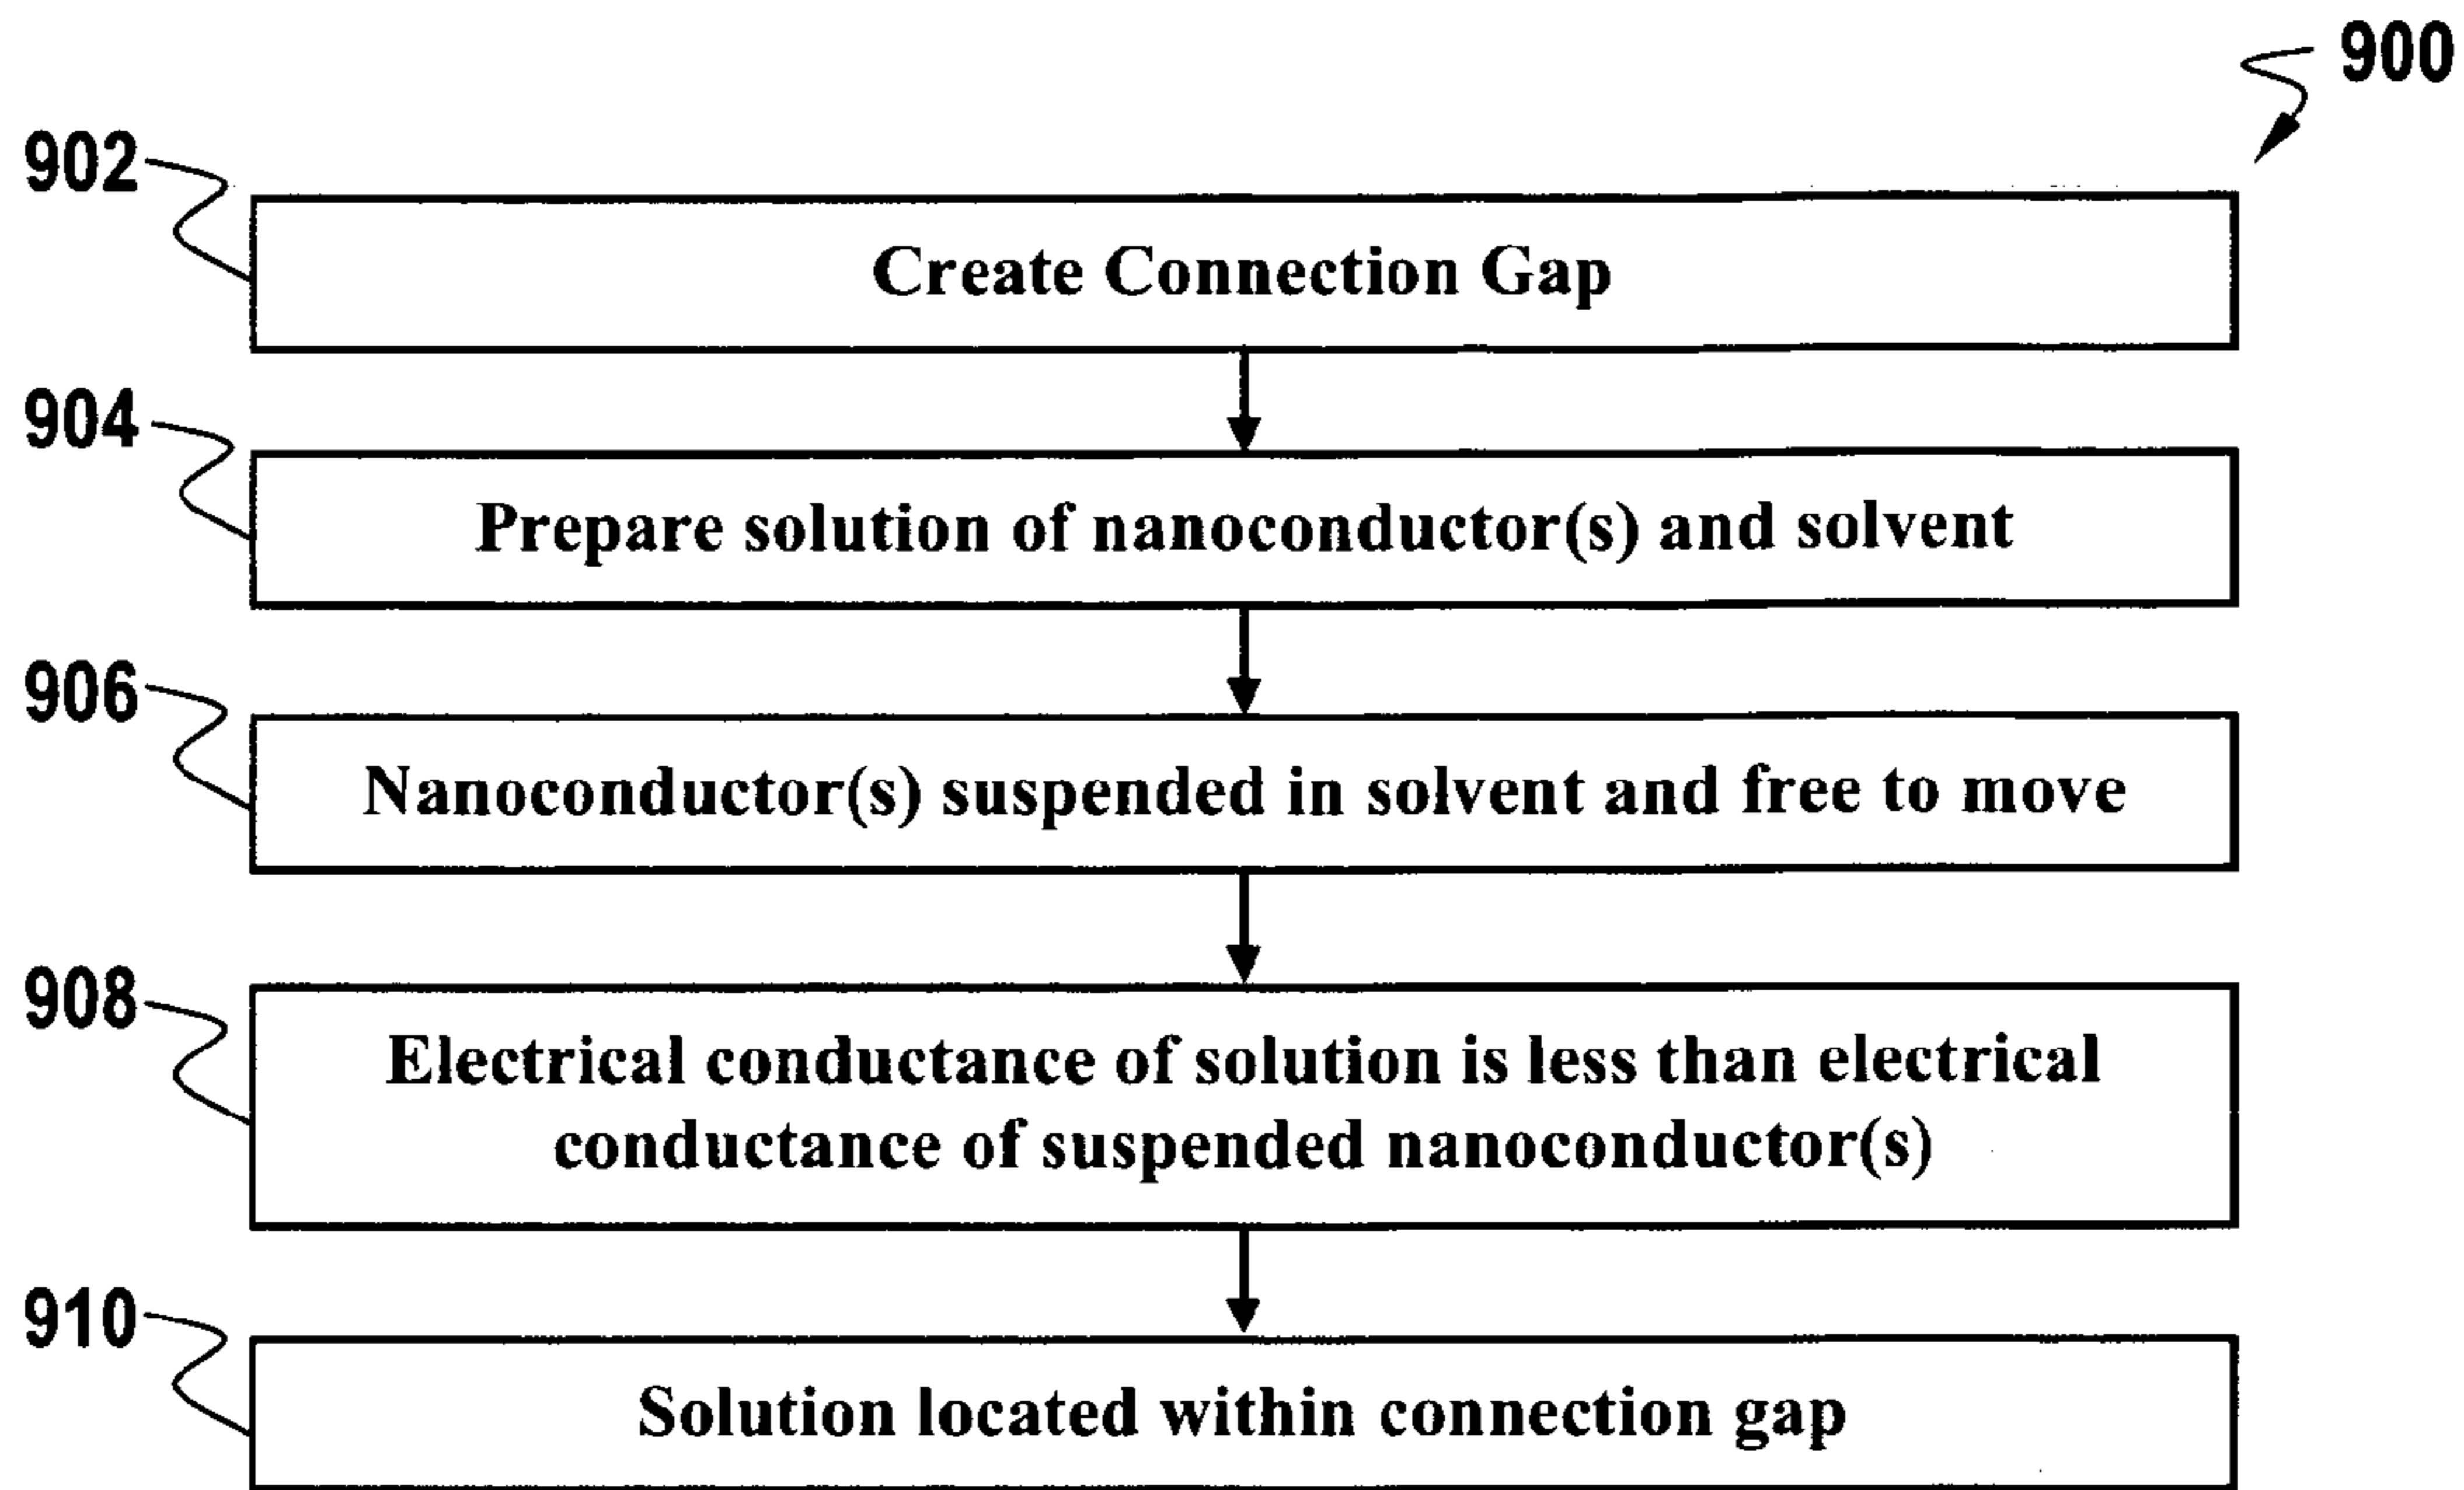 900
902
Create Connection Gap
904
Prepare solution of nanoconductor(s) and solvent
906
Nanoconductor(s) suspended in solvent and free to move
908
Electrical conductance of solution is less than electrical
conductance of suspended nanoconductor(s)
910
Solution located within connection gap